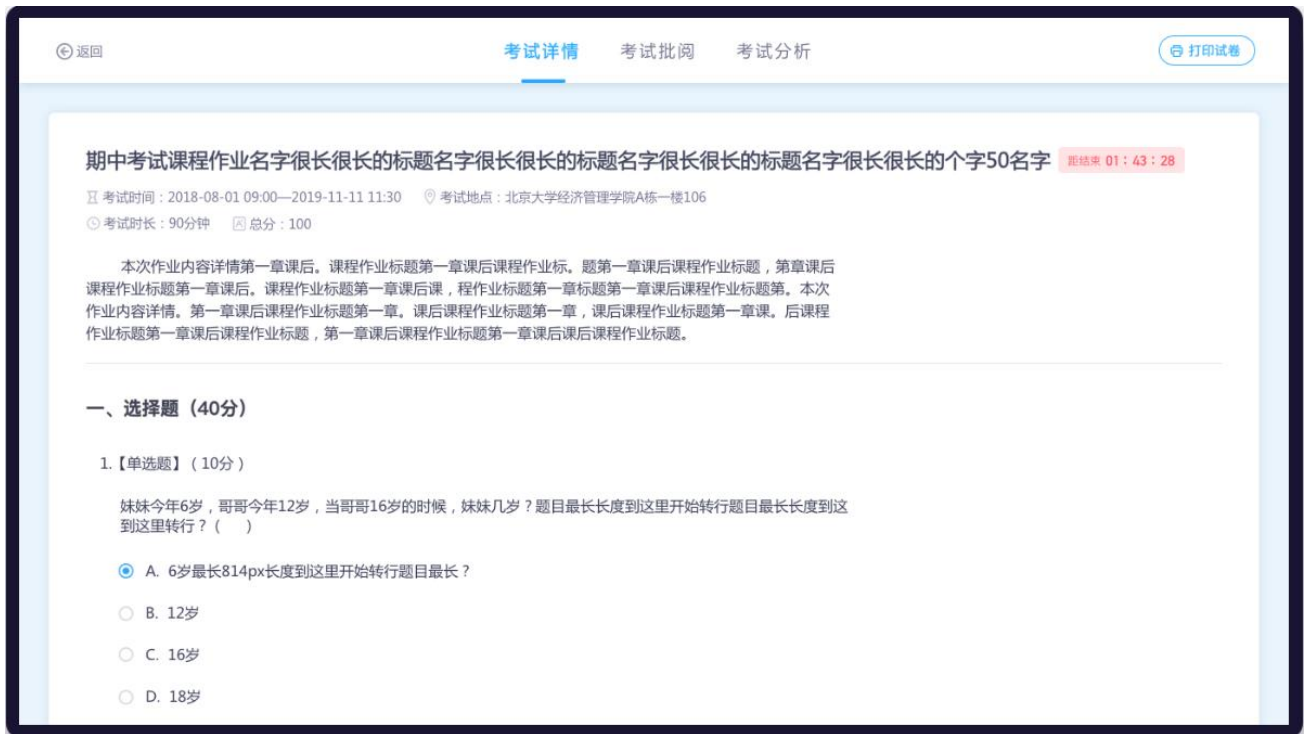 返回 考试详情 考试批阅 考试分析 打印试卷
期中考试课程作业名字很长很长的标题名字很长很长的标题名字很长很长的标题名字很长很长的个字50名字 距结束 01：43：28
考试时间：2018-08-01 09:00—2019-11-11 11:30 考试地点：北京大学经济管理学院A栋一楼106
考试时长：90分钟 总分：100
本次作业内容详情第一章课后。课程作业标题第一章课后课程作业标。题第一章课后课程作业标题，第章课后
课程作业标题第一章课后。课程作业标题第一章课后课，程作业标题第一章标题第一章课后课程作业标题第。本次
作业内容详情。第一章课后课程作业标题第一章。课后课程作业标题第一章，课后课程作业标题第一章课。后课程
作业标题第一章课后课程作业标题，第一章课后课程作业标题第一章课后课后课程作业标题。
一、选择题（40分）
1.【单选题】（10分）
妹妹今年6岁，哥哥今年12岁，当哥哥16岁的时候，妹妹几岁？题目最长长度到这里开始转行题目最长长度到这
到这里转行？（ ）
A. 6岁最长814px长度到这里开始转行题目最长？
B. 12岁
C. 16岁
D. 18岁